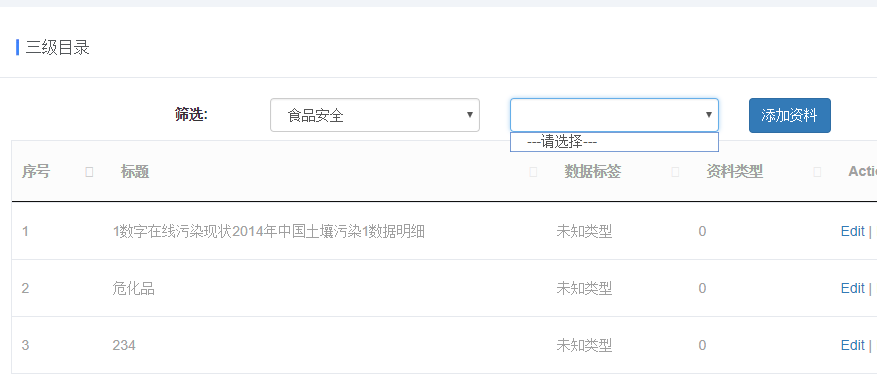 三级目录
筛选: 食品安全 添加资料
---请选择---
序号 标题 数据标签 资料类型 Actio
1 1数字在线污染现状2014年中国土壤污染1数据明细 未知类型 0 Edit |
2 危化品 未知类型 0 Edit |
3 234 未知类型 0 Edit |